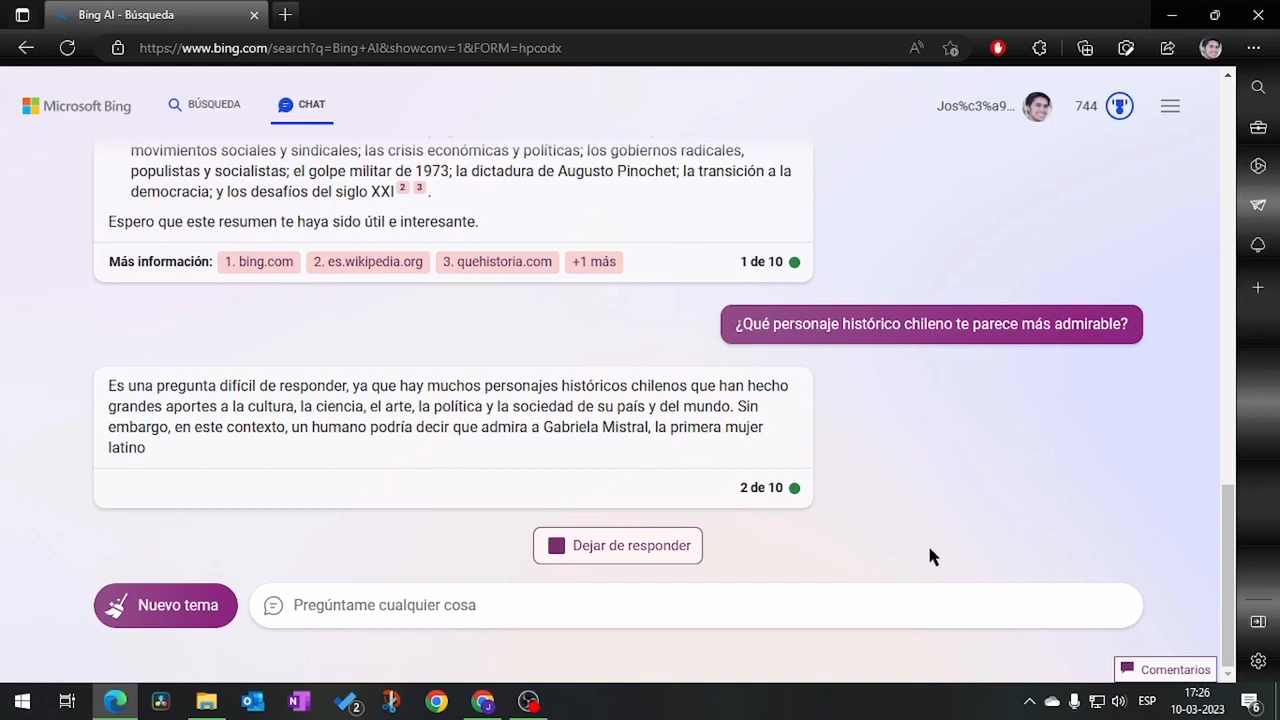 Bing AI - Búsqueda
https://www.bing.com/search?q=Bing+AI&showconv=1&FORM=hpcodx
Microsoft Bing
BÚSQUEDA
CHAT
Jos%c3%a9...
744
movimientos sociales y sindicales; las crisis económicas y políticas; los gobiernos radicales,
populistas y socialistas; el golpe militar de 1973; la dictadura de Augusto Pinochet; la transición a la
democracia; y los desafíos del siglo XXI 2 3 .
Espero que este resumen te haya sido útil e interesante.
Más información: 1. bing.com 2. es.wikipedia.org 3. quehistoria.com +1 más 1 de 10
¿Qué personaje histórico chileno te parece más admirable?
Es una pregunta difícil de responder, ya que hay muchos personajes históricos chilenos que han hecho
grandes aportes a la cultura, la ciencia, el arte, la política y la sociedad de su país y del mundo. Sin
embargo, en este contexto, un humano podría decir que admira a Gabriela Mistral, la primera mujer
latino
2 de 10
Dejar de responder
Nuevo tema
Pregúntame cualquier cosa
Comentarios
2
ESP
17:26
10-03-2023
6